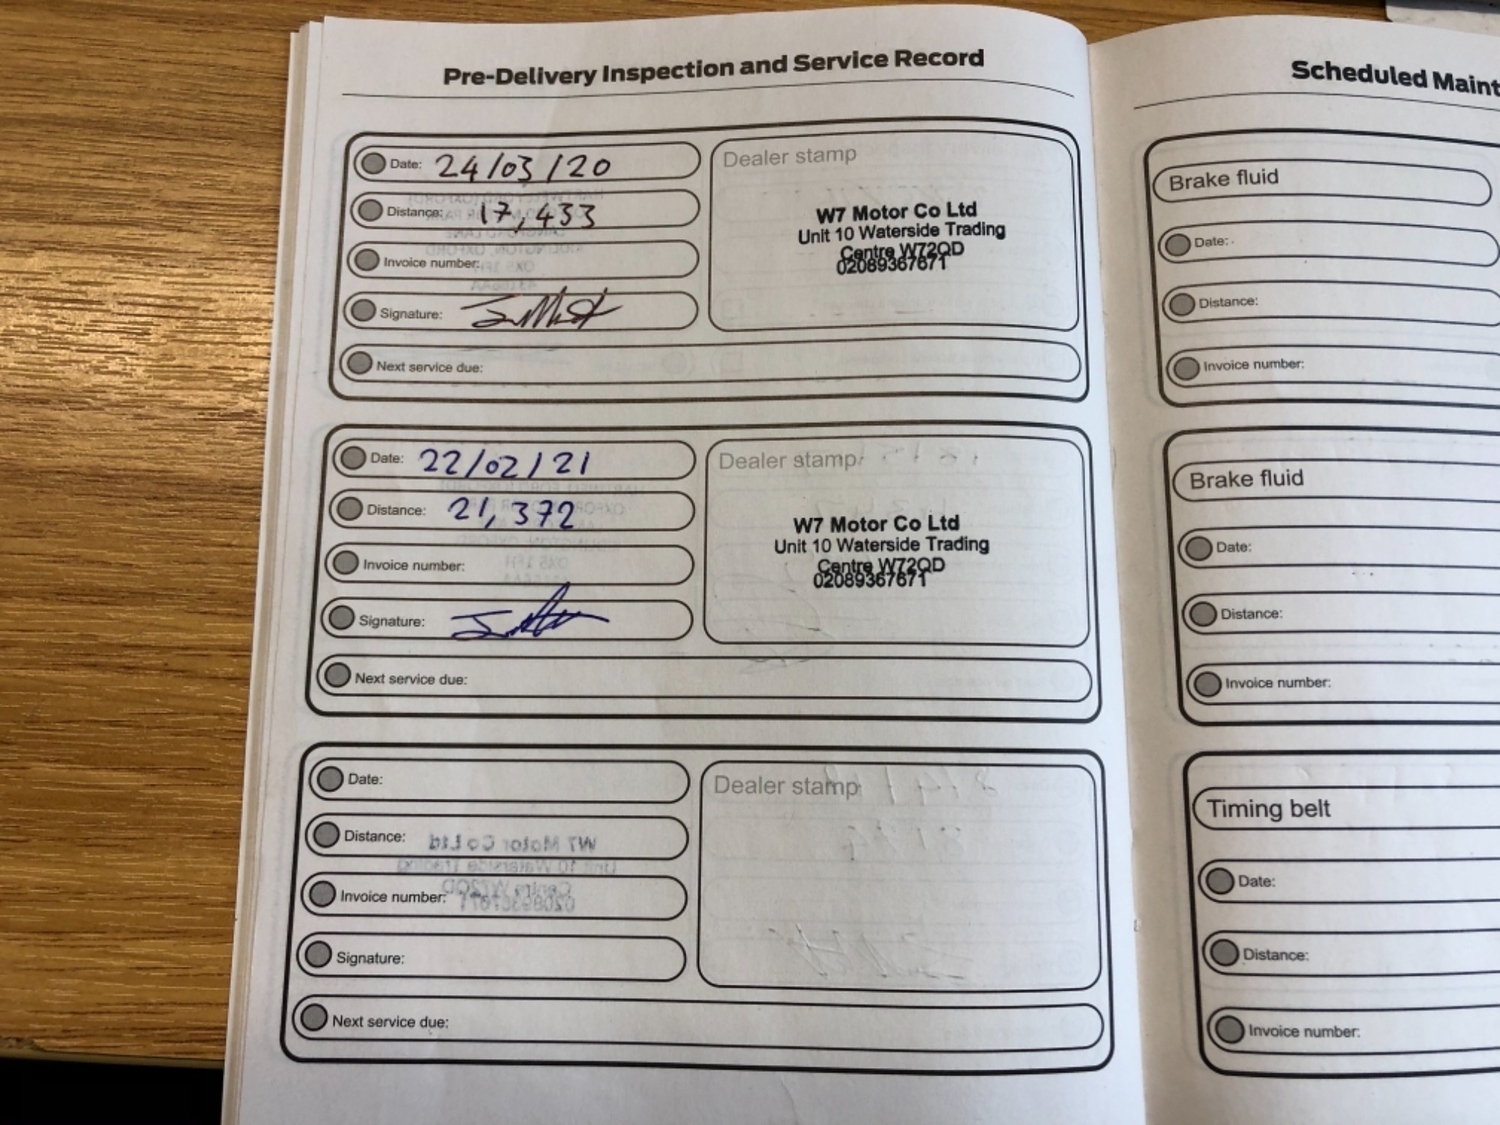 Pre-Delivery Inspection and Service Record
Date: 24/03/20
Distance: 17,433
Invoice number:
Signature:
Next service due:
Dealer stamp
W7 Motor Co Ltd
Unit 10 Waterside Trading
Centre W72QD
02089367671
Date: 22/02/21
Distance: 21,372
Invoice number:
Signature:
Next service due:
Dealer stamp
W7 Motor Co Ltd
Unit 10 Waterside Trading
Centre W72QD
02089367671
Date:
Distance:
Invoice number:
Signature:
Next service due:
Dealer stamp
Scheduled Maint
Brake fluid
Date:
Distance:
Invoice number:
Brake fluid
Date:
Distance:
Invoice number:
Timing belt
Date:
Distance:
Invoice number: